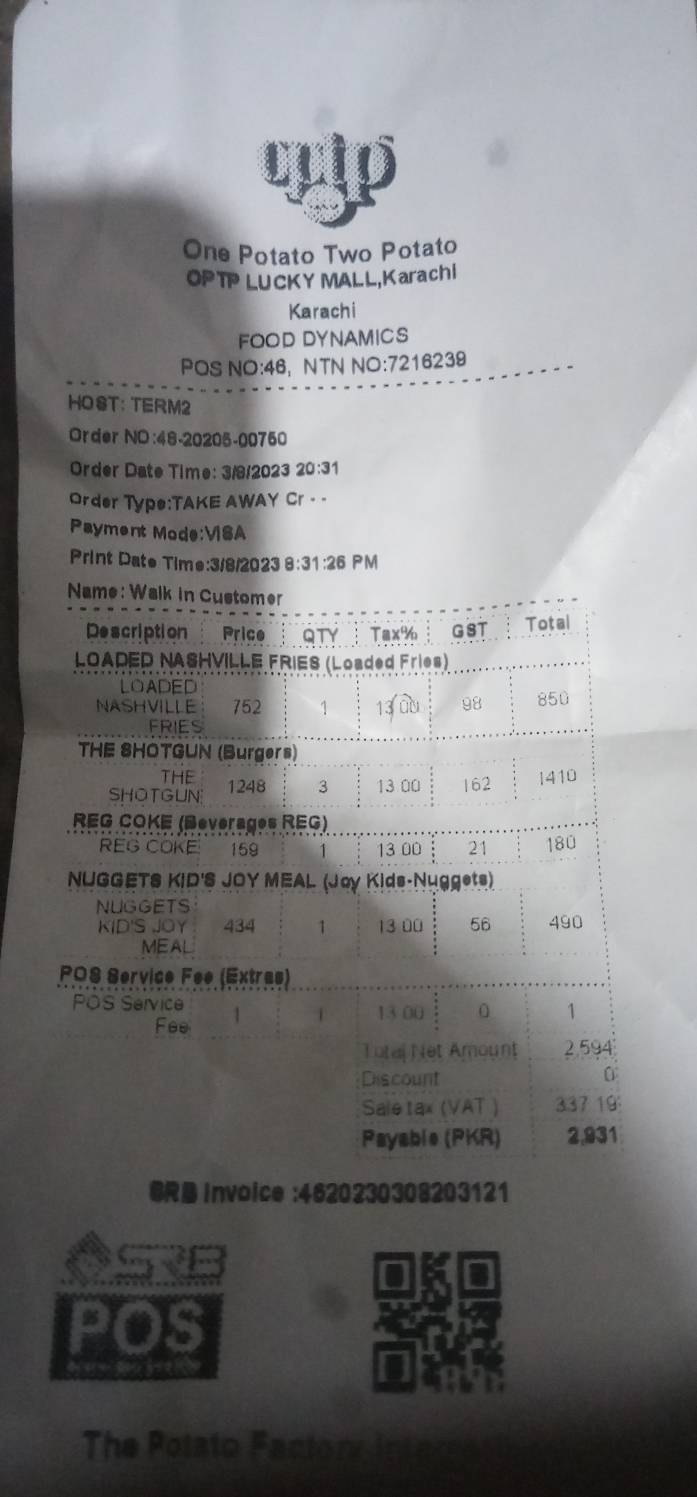 optp
One Potato Two Potato
OPTP LUCKY MALL,Karachi
Karachi
FOOD DYNAMICS
POS NO:46, NTN NO:7216239
HOST: TERM2
Order NO:46-20205-00750
Order Date Time: 3/8/2023 20:31
Order Type:TAKE AWAY Cr - -
Payment Mode:VISA
Print Date Time:3/8/2023 8:31:26 PM
Name: Walk in Customer
Description Price QTY Tax% GST Total
LOADED NASHVILLE FRIES (Loaded Fries)
LOADED
NASHVILLE 752 1 13.00 98 850
FRIES
THE SHOTGUN (Burgers)
THE
SHOTGUN 1248 3 13.00 162 1410
REG COKE (Beverages REG)
REG COKE 159 1 13.00 21 180
NUGGETS KID'S JOY MEAL (Joy Kids-Nuggets)
NUGGETS
KID'S JOY 434 1 13.00 56 490
MEAL
POS Service Fee (Extras)
POS Service
Fee 1 1 13.00 0 1
Total Net Amount 2,594
Discount 0
Sale tax (VAT ) 337.19
Payable (PKR) 2,931
SRB Invoice :4620230308203121
SRB
POS
The Potato Factory